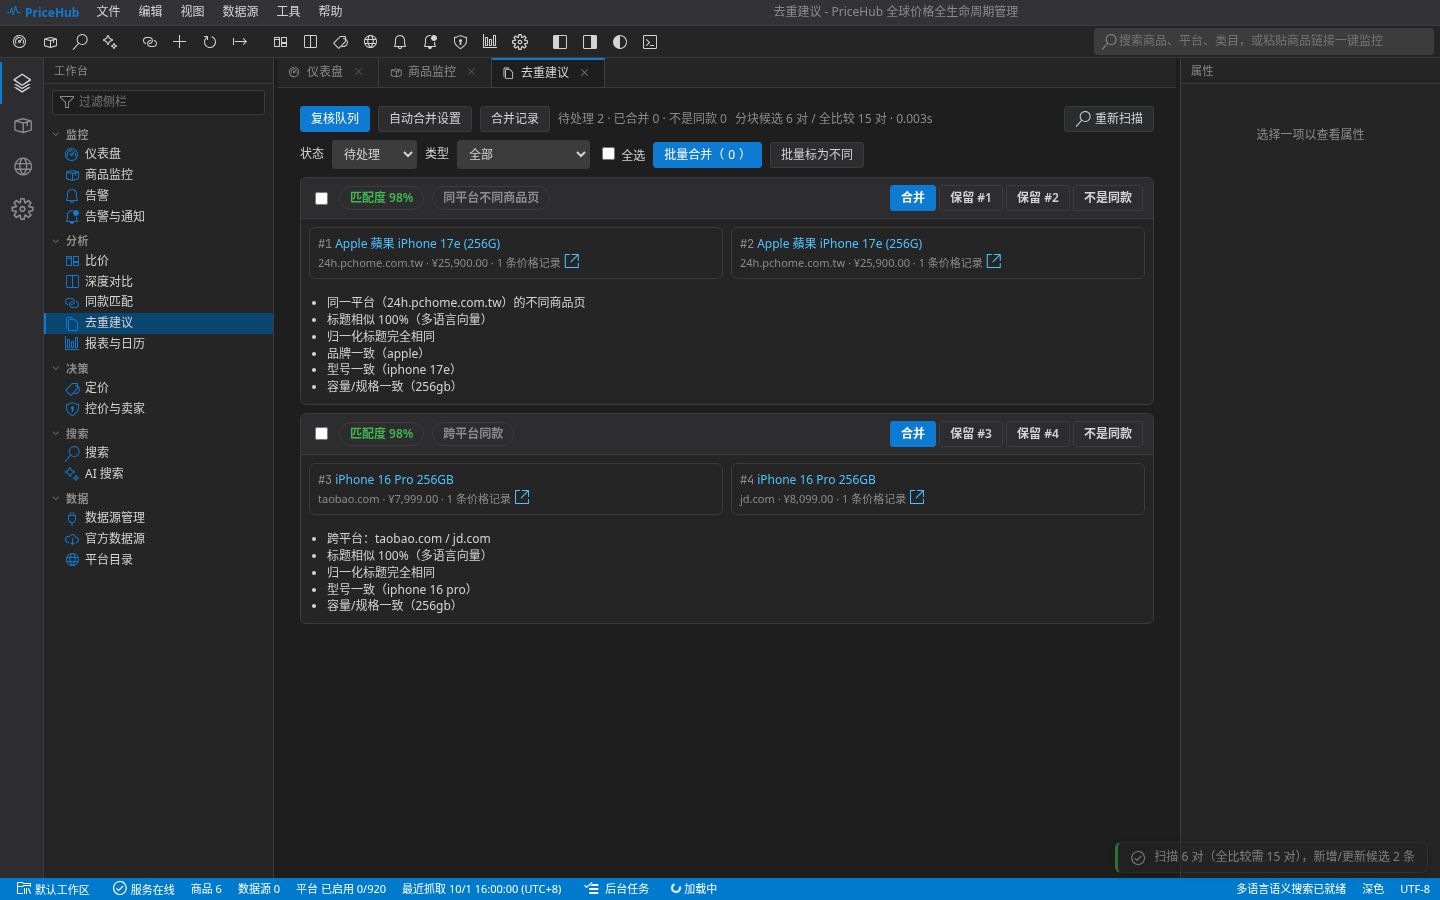 PriceHub 文件 编辑 视图 数据源 工具 帮助 去重建议 - PriceHub 全球价格全生命周期管理
搜索商品、平台、类目，或粘贴商品链接一键监控
工作台
过滤侧栏
监控
仪表盘
商品监控
告警
告警与通知
分析
比价
深度对比
同款匹配
去重建议
报表与日历
决策
定价
控价与卖家
搜索
搜索
AI 搜索
数据
数据源管理
官方数据源
平台目录
仪表盘 商品监控 去重建议
复核队列 自动合并设置 合并记录 待处理 2 · 已合并 0 · 不是同款 0 分块候选 6 对 / 全比较 15 对 · 0.003s 重新扫描
状态 待处理 类型 全部 全选 批量合并（ 0 ） 批量标为不同
匹配度 98% 同平台不同商品页 合并 保留 #1 保留 #2 不是同款
#1 Apple 蘋果 iPhone 17e (256G)
24h.pchome.com.tw · ¥25,900.00 · 1 条价格记录
#2 Apple 蘋果 iPhone 17e (256G)
24h.pchome.com.tw · ¥25,900.00 · 1 条价格记录
• 同一平台（24h.pchome.com.tw）的不同商品页
• 标题相似 100%（多语言向量）
• 归一化标题完全相同
• 品牌一致（apple）
• 型号一致（iphone 17e）
• 容量/规格一致（256gb）
匹配度 98% 跨平台同款 合并 保留 #3 保留 #4 不是同款
#3 iPhone 16 Pro 256GB
taobao.com · ¥7,999.00 · 1 条价格记录
#4 iPhone 16 Pro 256GB
jd.com · ¥8,099.00 · 1 条价格记录
• 跨平台：taobao.com / jd.com
• 标题相似 100%（多语言向量）
• 归一化标题完全相同
• 型号一致（iphone 16 pro）
• 容量/规格一致（256gb）
属性
选择一项以查看属性
扫描 6 对（全比较需 15 对），新增/更新候选 2 条
默认工作区 服务在线 商品 6 数据源 0 平台 已启用 0/920 最近抓取 10/1 16:00:00 (UTC+8) 后台任务 加载中 多语言语义搜索已就绪 深色 UTF-8